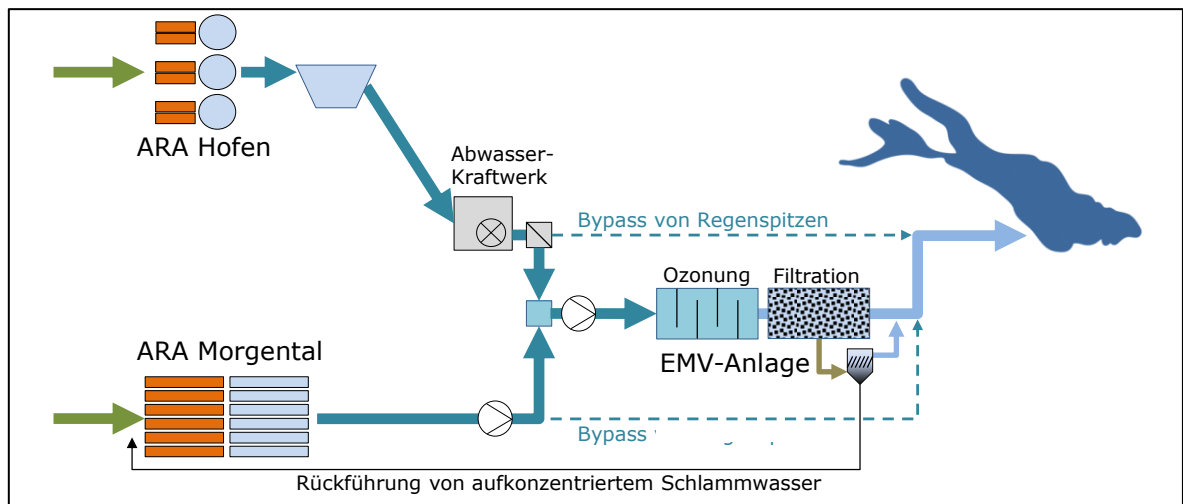 ARA Hofen
Abwasser-
Kraftwerk
Bypass von Regenspitzen
Ozonung
Filtration
EMV-Anlage
ARA Morgental
Bypass
Rückführung von aufkonzentriertem Schlammwasser